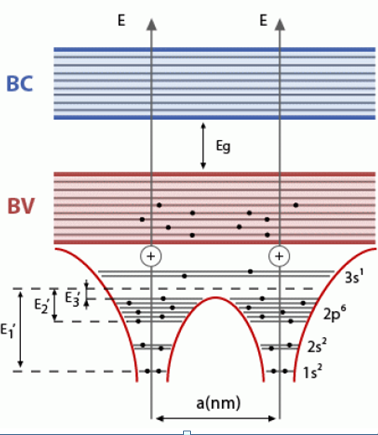 E E
BC
Eg
BV
+ +
3s¹
E₃'
E₂'
2p⁶
E₁'
2s²
1s²
a(nm)